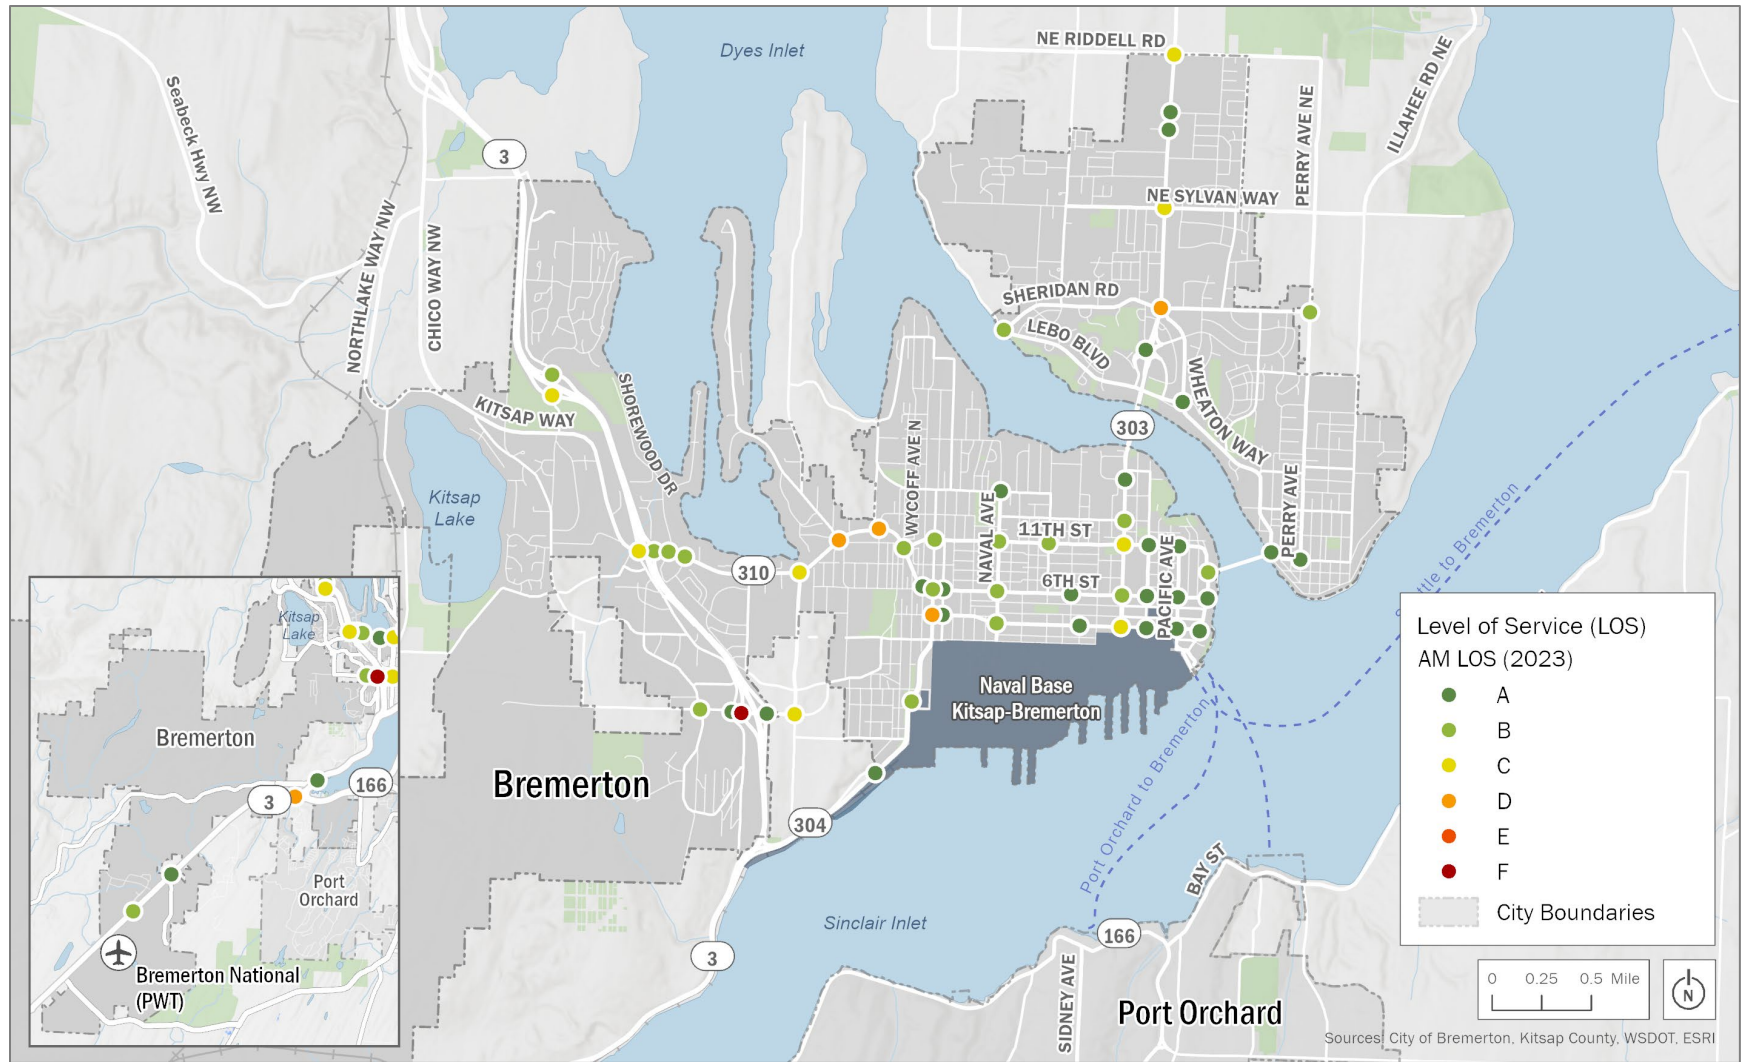 Dyes Inlet
NE RIDDELL RD
Seabeck Hwy NW
3
PERRY AVE NE
ILLAHEE RD NE
NE SYLVAN WAY
NORTHLAKE WAY NW
CHICO WAY NW
SHERIDAN RD
LEBO BLVD
WHEATON WAY
KITSAP WAY
SHOREWOOD DR
303
WYCOFF AVE N
Kitsap
Lake
NAVAL AVE
11TH ST
PERRY AVE
310
6TH ST
PACIFIC AVE
ttle to Bremerton
Naval Base
Kitsap-Bremerton
Port Orchard to Bremerton
Bremerton
304
Sinclair Inlet
BAY ST
166
3
SIDNEY AVE
Port Orchard
Kitsap
Lake
Bremerton
3
166
Port
Orchard
Bremerton National
(PWT)
Level of Service (LOS)
AM LOS (2023)
A
B
C
D
E
F
City Boundaries
0 0.25 0.5 Mile
N
Sources: City of Bremerton, Kitsap County, WSDOT, ESRI